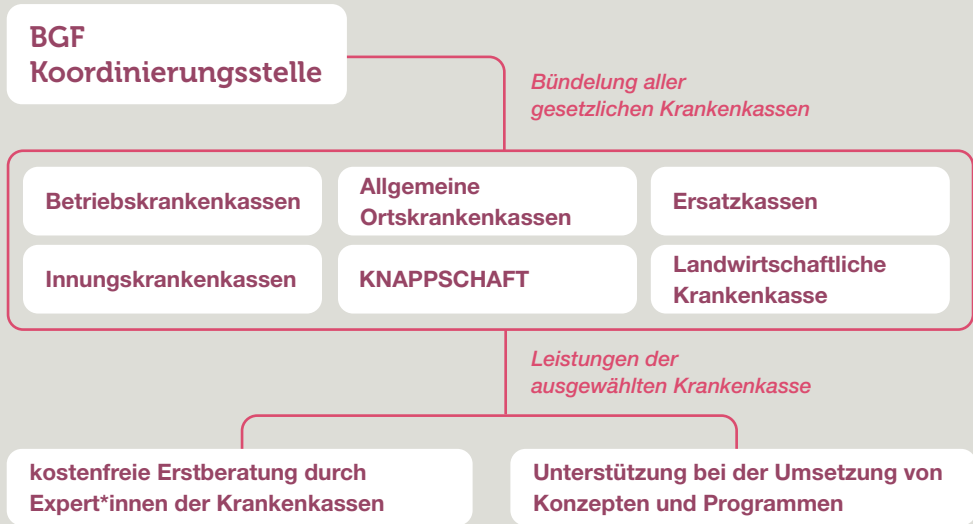 BGF
Koordinierungsstelle
Bündelung aller
gesetzlichen Krankenkassen
Betriebskrankenkassen
Allgemeine
Ortskrankenkassen
Ersatzkassen
Innungskrankenkassen
KNAPPSCHAFT
Landwirtschaftliche
Krankenkasse
Leistungen der
ausgewählten Krankenkasse
kostenfreie Erstberatung durch
Expert*innen der Krankenkassen
Unterstützung bei der Umsetzung von
Konzepten und Programmen